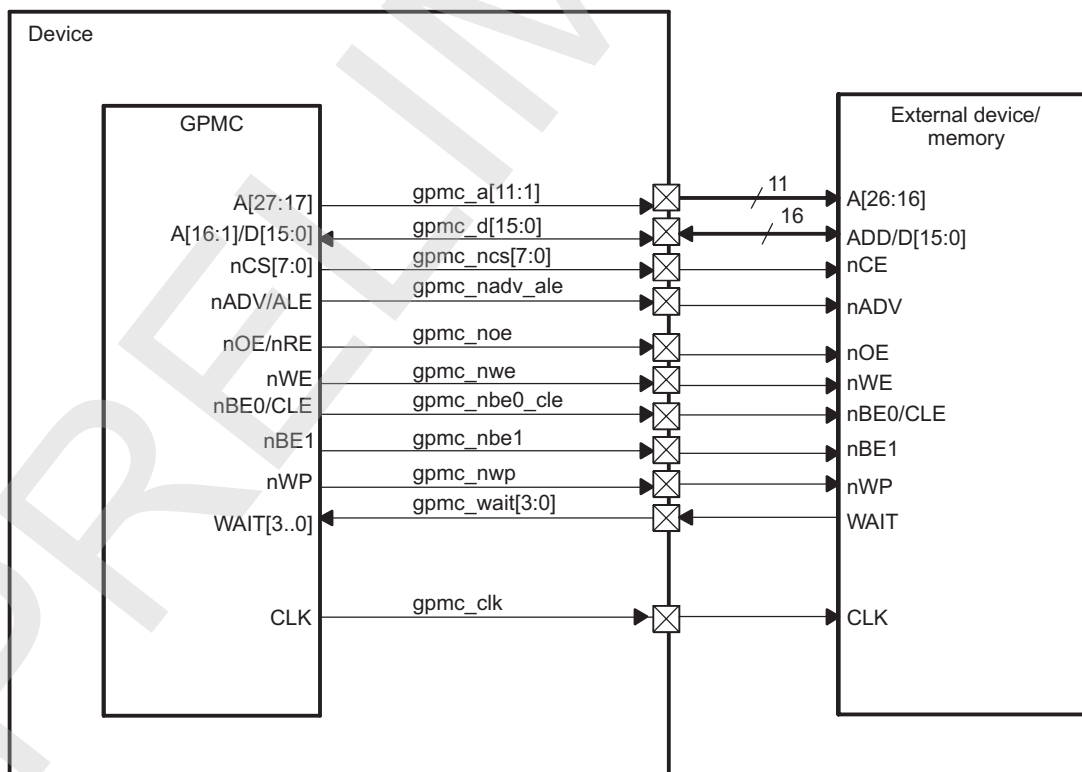 Device
GPMC
External device/
memory
A[27:17] gpmc_a[11:1] 11 A[26:16]
A[16:1]/D[15:0] gpmc_d[15:0] 16 ADD/D[15:0]
nCS[7:0] gpmc_ncs[7:0] nCE
nADV/ALE gpmc_nadv_ale nADV
nOE/nRE gpmc_noe nOE
nWE gpmc_nwe nWE
nBE0/CLE gpmc_nbe0_cle nBE0/CLE
nBE1 gpmc_nbe1 nBE1
nWP gpmc_nwp nWP
WAIT[3..0] gpmc_wait[3:0] WAIT
CLK gpmc_clk CLK
PRELIM